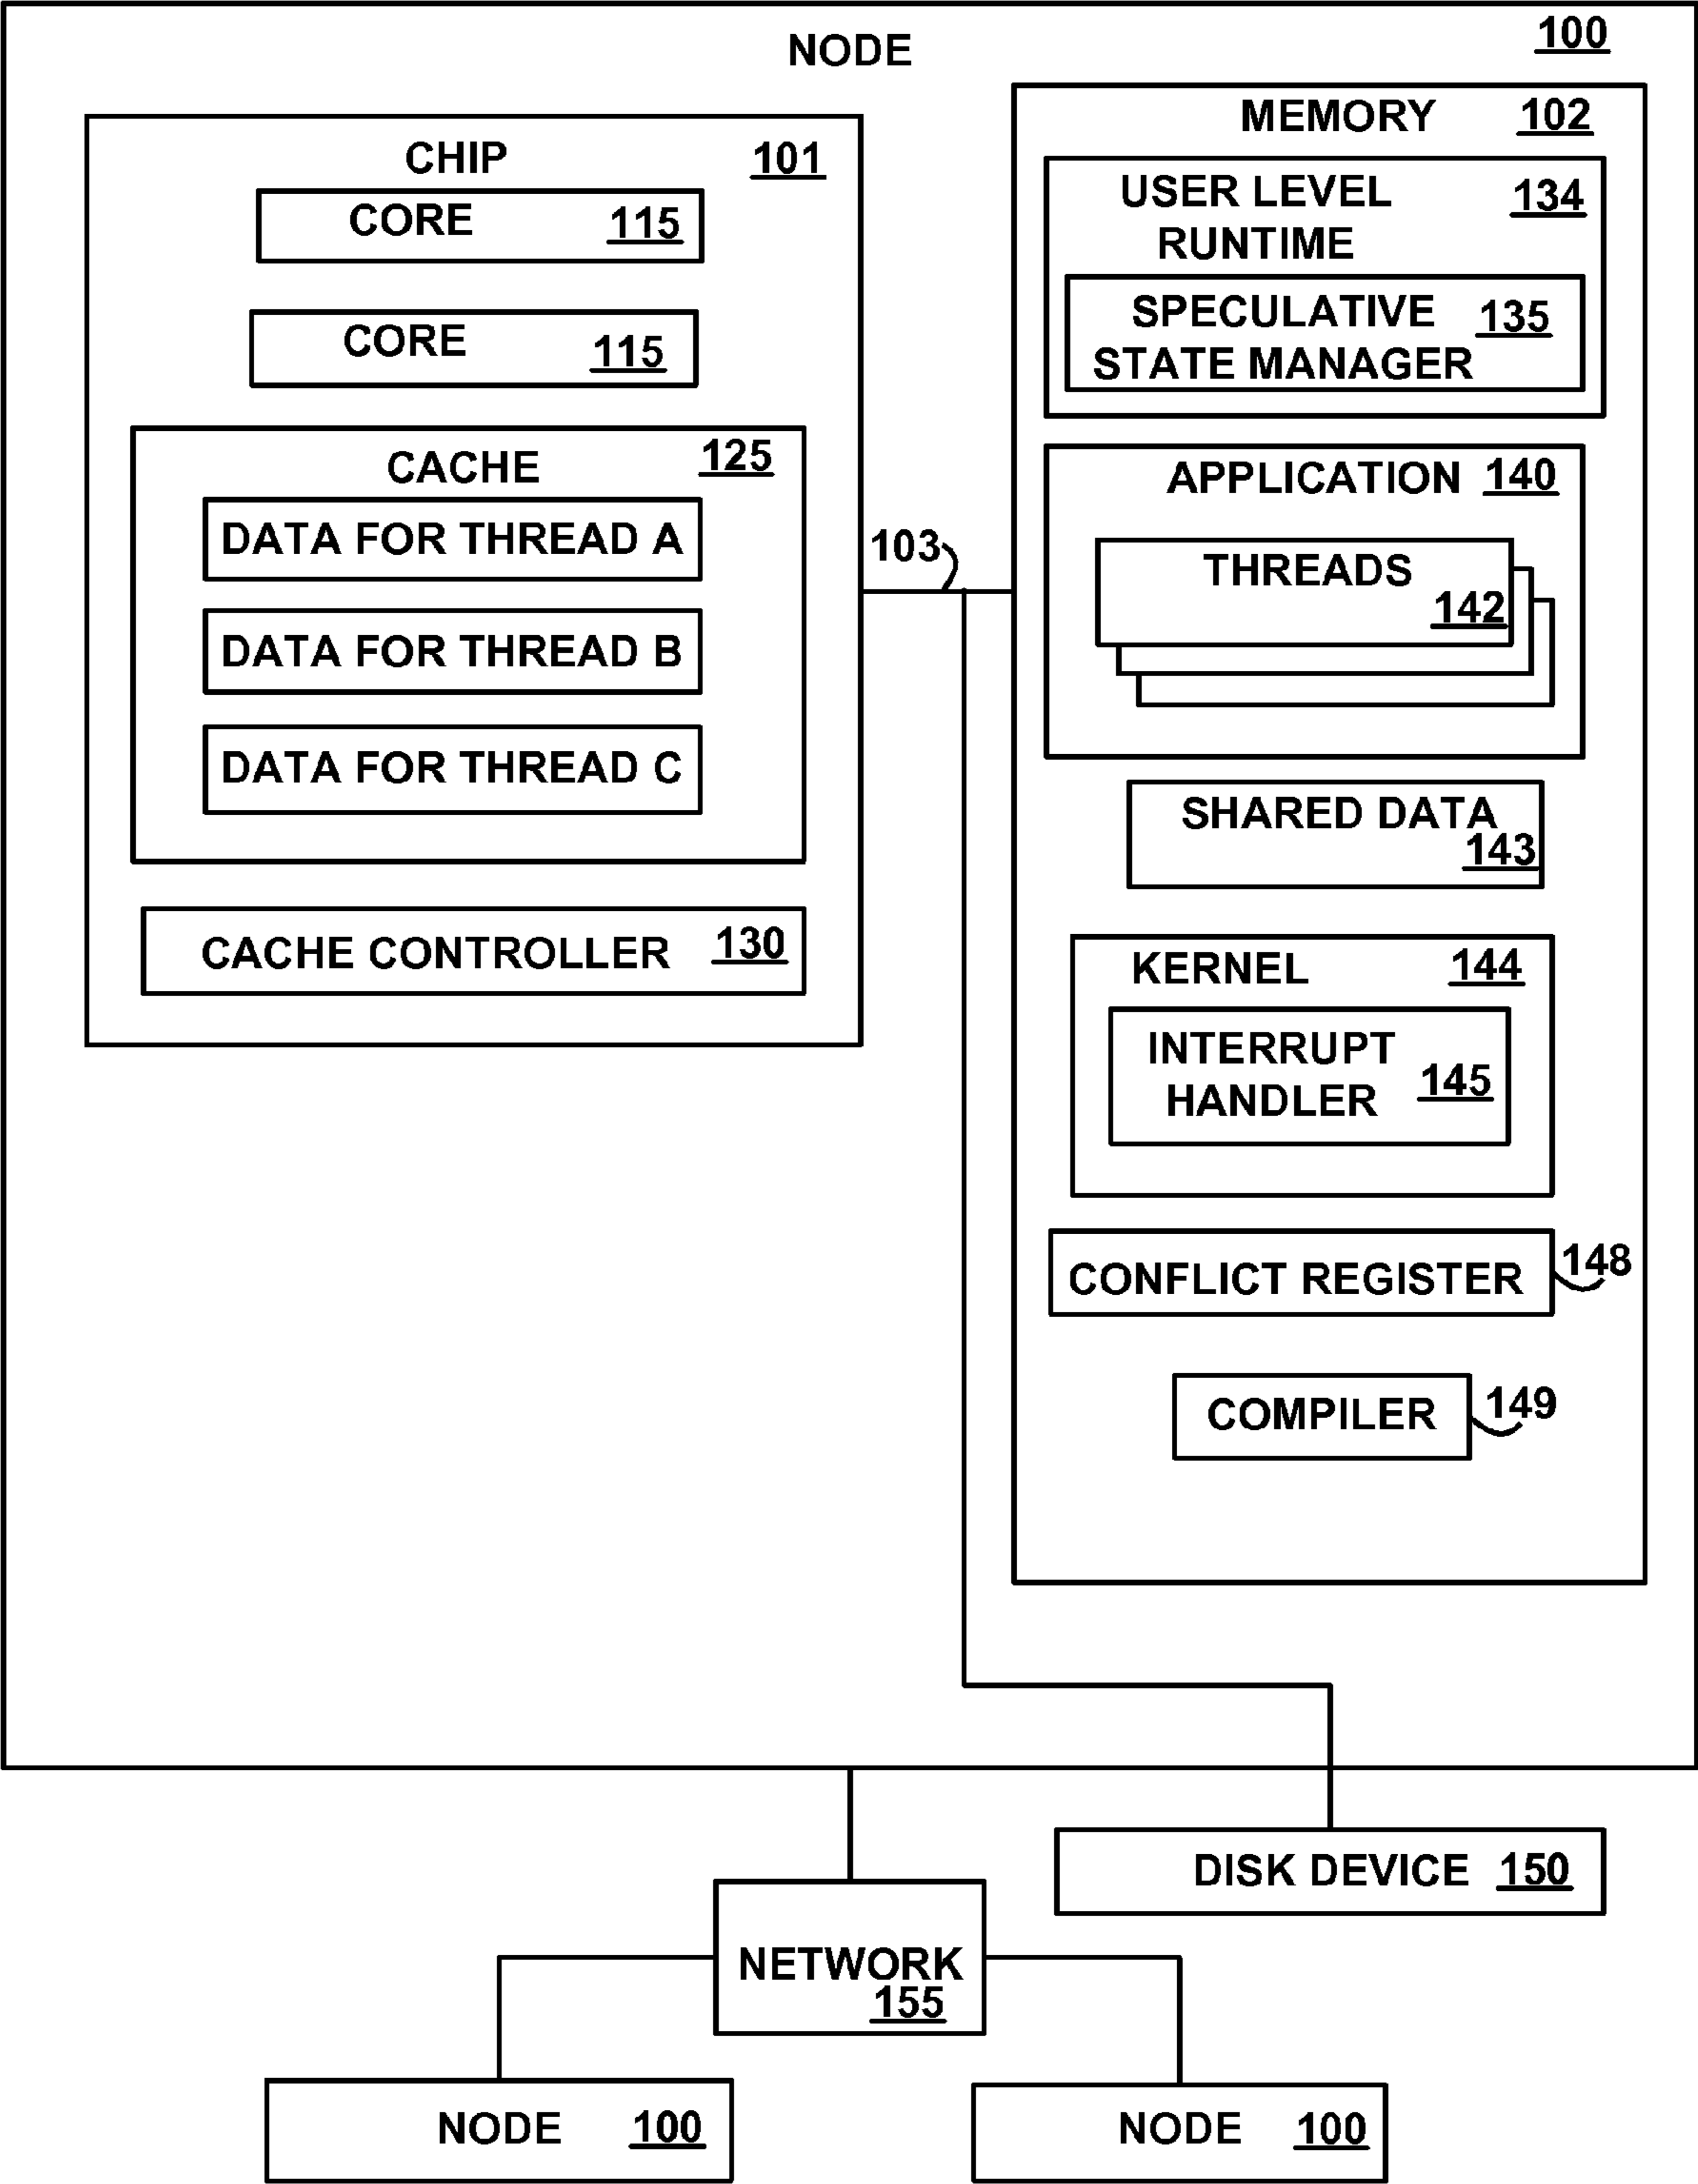 NODE 100
CHIP 101
CORE 115
CORE 115
CACHE 125
DATA FOR THREAD A
DATA FOR THREAD B
DATA FOR THREAD C
CACHE CONTROLLER 130
103
MEMORY 102
USER LEVEL 134
RUNTIME
SPECULATIVE 135
STATE MANAGER
APPLICATION 140
THREADS
142
SHARED DATA
143
KERNEL 144
INTERRUPT
HANDLER 145
CONFLICT REGISTER 148
COMPILER 149
DISK DEVICE 150
NETWORK
155
NODE 100
NODE 100